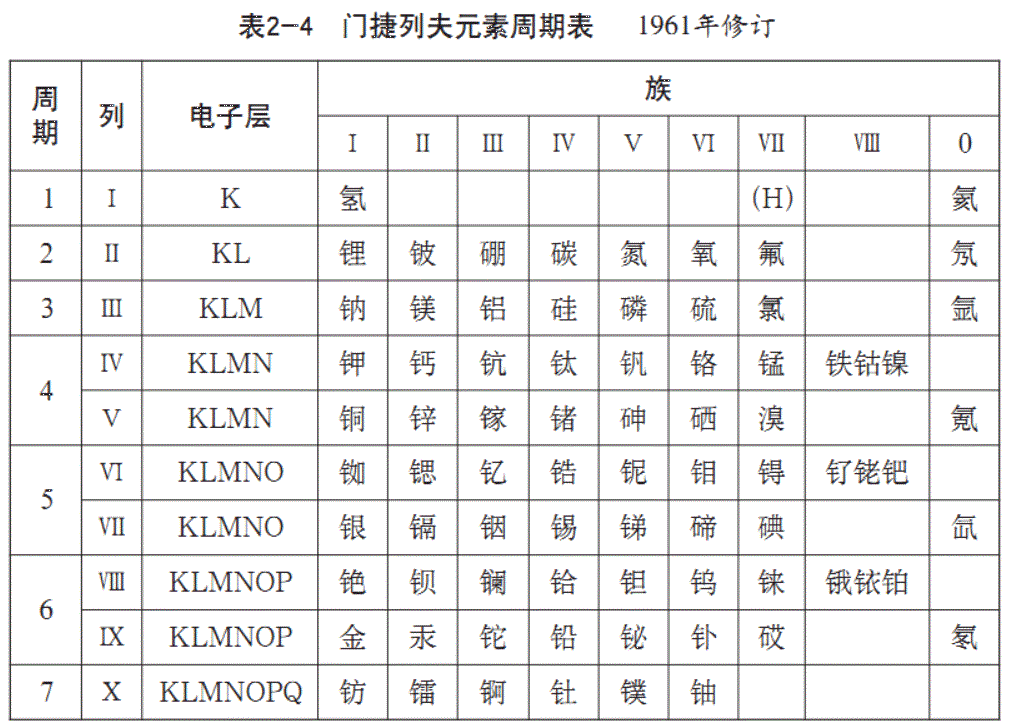 表2-4 门捷列夫元素周期表 1961年修订
周期 列 电子层 族
Ⅰ Ⅱ Ⅲ Ⅳ Ⅴ Ⅵ Ⅶ Ⅷ 0
1 Ⅰ K 氢 (H) 氦
2 Ⅱ KL 锂 铍 硼 碳 氮 氧 氟 氖
3 Ⅲ KLM 钠 镁 铝 硅 磷 硫 氯 氩
4 Ⅳ KLMN 钾 钙 钪 钛 钒 铬 锰 铁钴镍
Ⅴ KLMN 铜 锌 镓 锗 砷 硒 溴 氪
5 Ⅵ KLMNO 铷 锶 钇 锆 铌 钼 锝 钌铑钯
Ⅶ KLMNO 银 镉 铟 锡 锑 碲 碘 氙
6 Ⅷ KLMNOP 铯 钡 镧 铪 钽 钨 铼 锇铱铂
Ⅸ KLMNOP 金 汞 铊 铅 铋 钋 砹 氡
7 Ⅹ KLMNOPQ 钫 镭 锕 钍 镤 铀